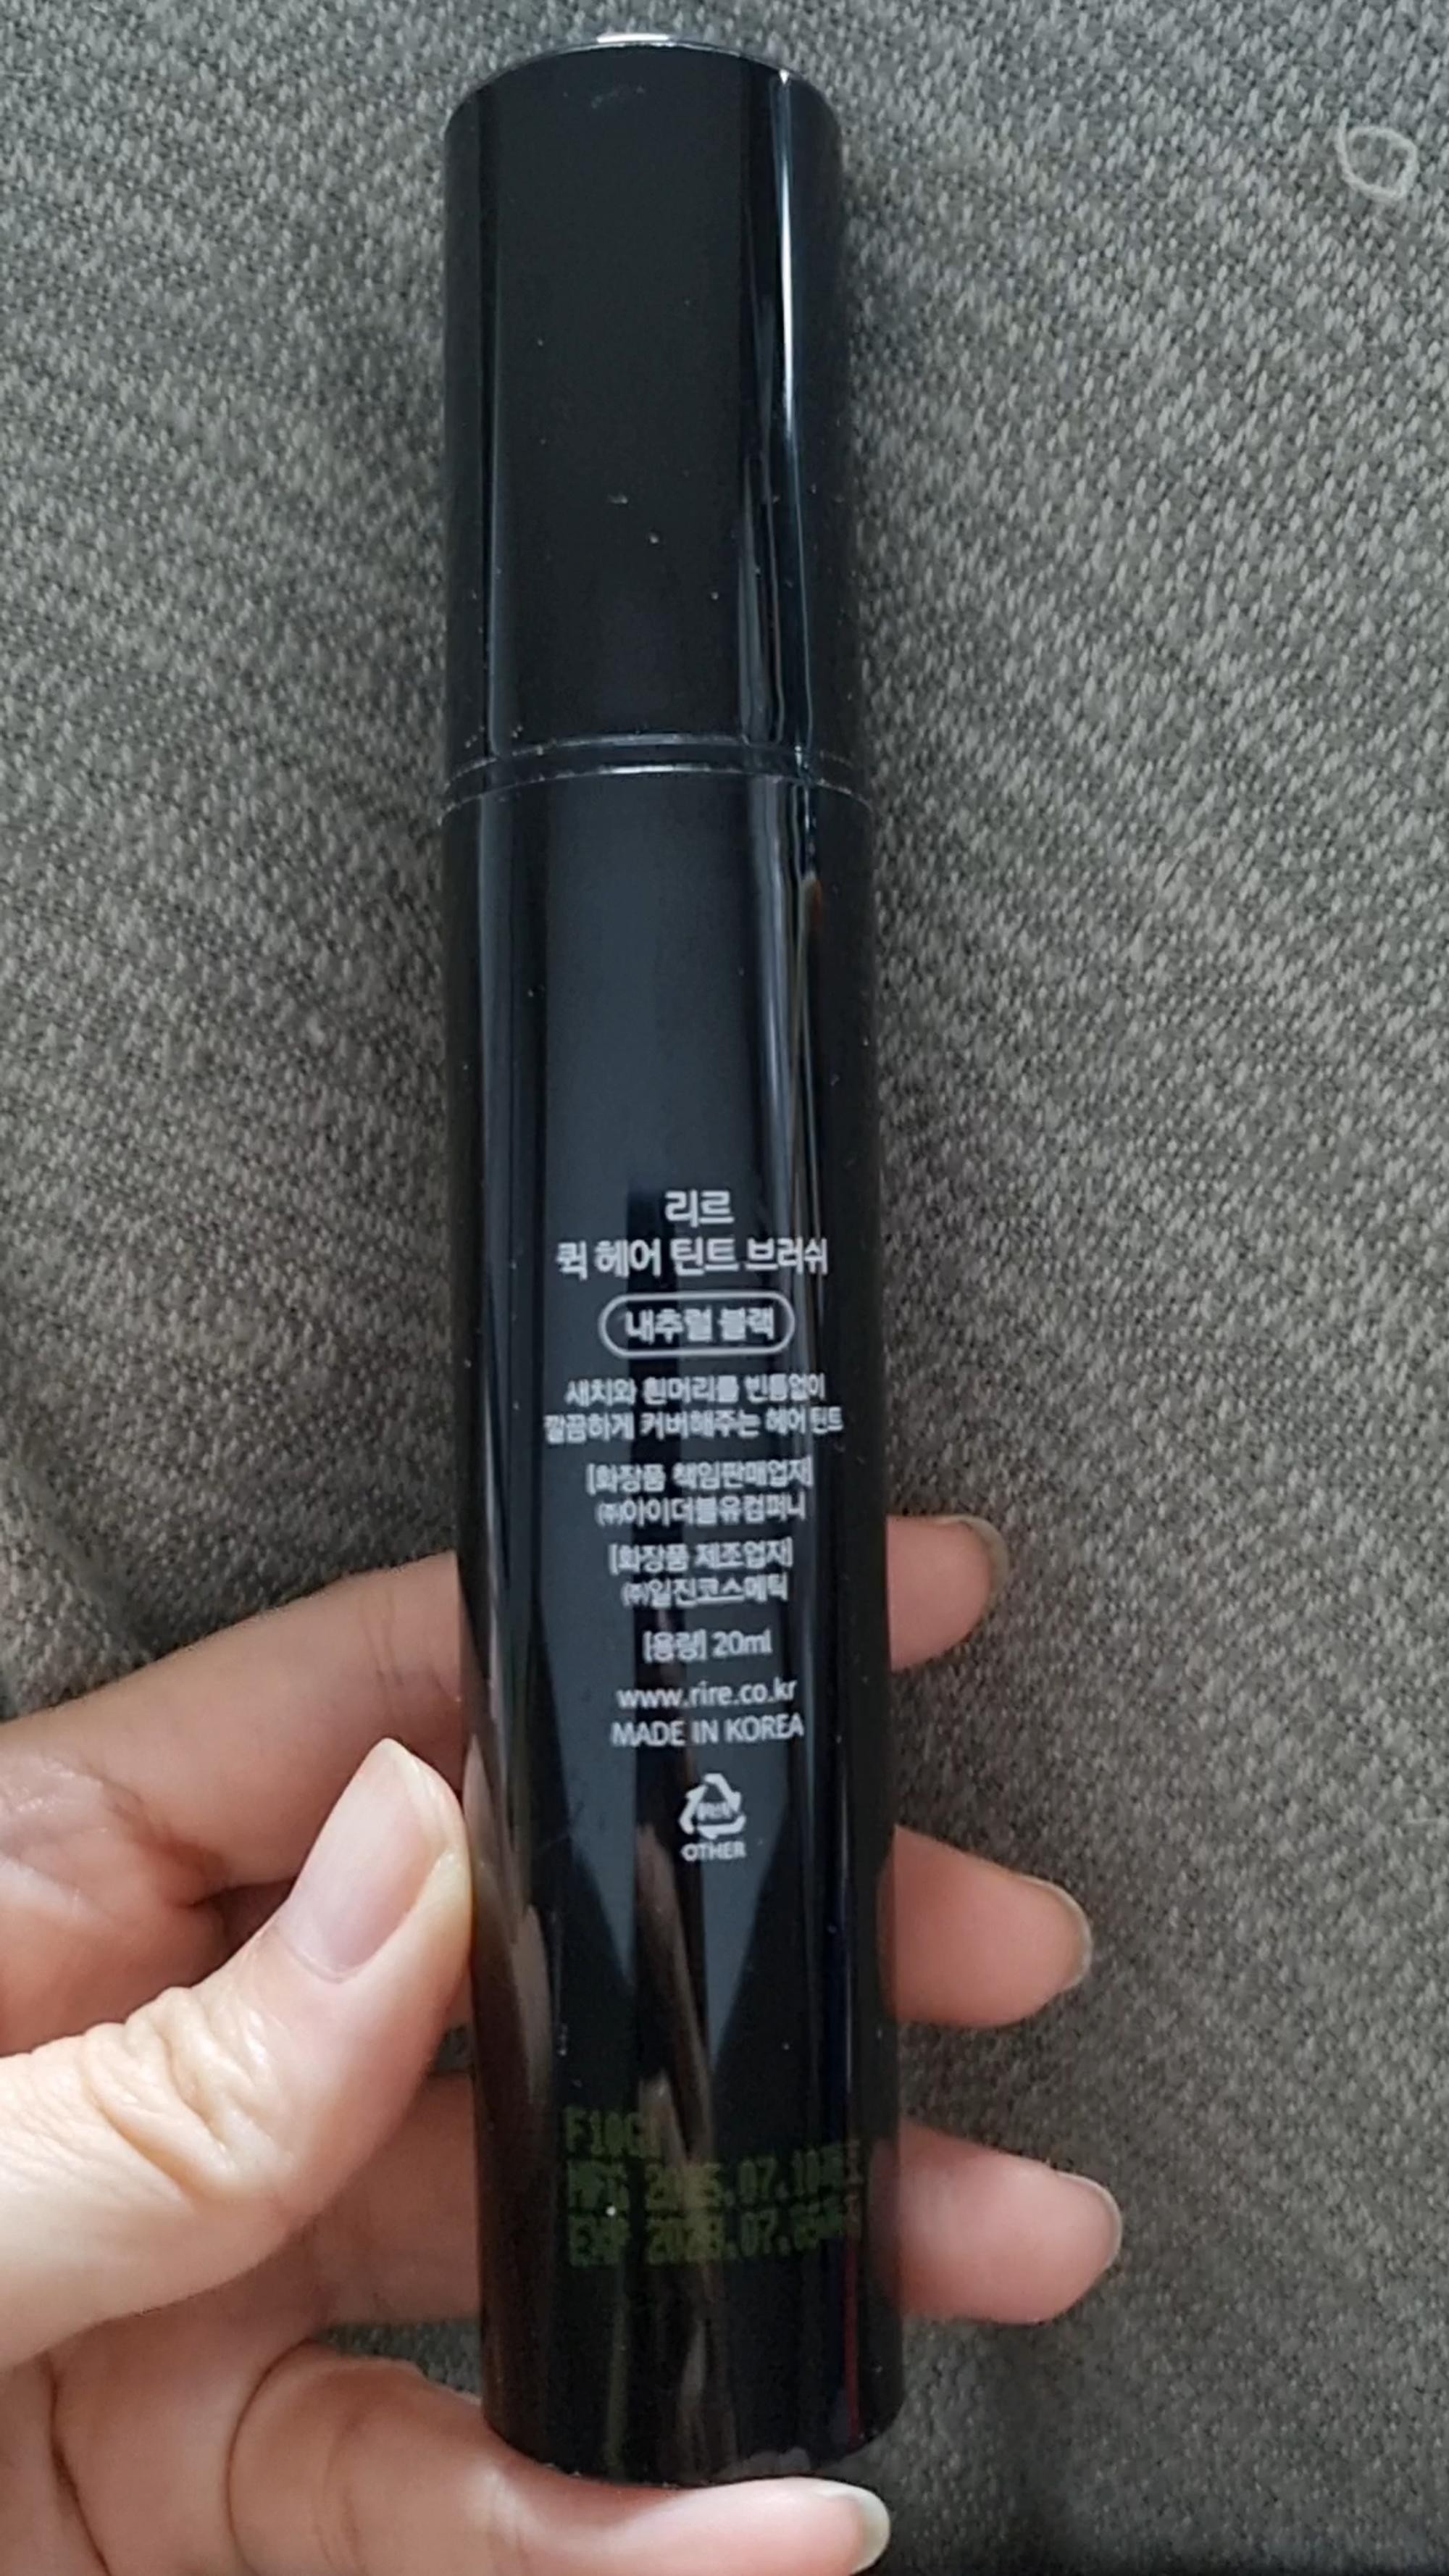 리르
퀵 헤어 틴트 브러쉬
내추럴 블랙
새치와 흰머리를 빈틈없이
깔끔하게 커버해주는 헤어 틴트
[화장품 책임판매업자]
㈜아이더블유컴퍼니
[화장품 제조업자]
㈜일진코스메틱
[용량] 20ml
www.rire.co.kr
MADE IN KOREA
OTHER